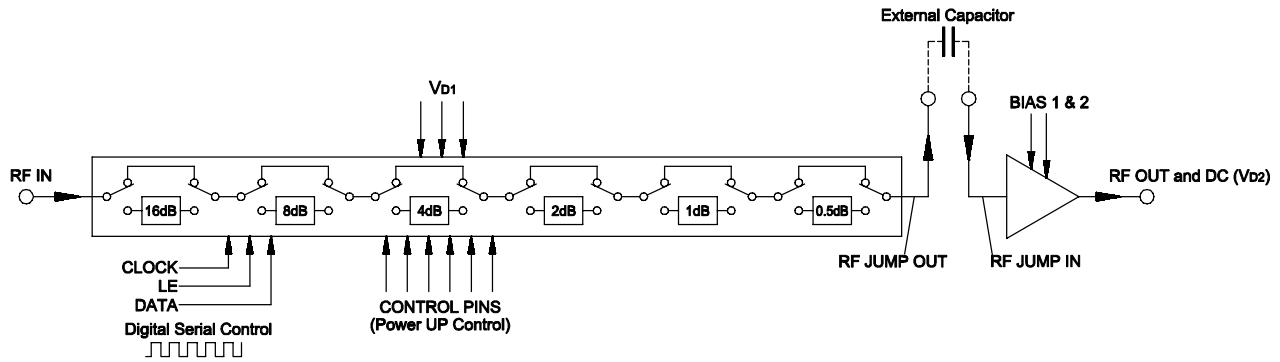 External Capacitor
VD1
BIAS 1 & 2
RF IN
RF OUT and DC (VD2)
16dB
8dB
4dB
2dB
1dB
0.5dB
CLOCK
LE
DATA
Digital Serial Control
CONTROL PINS
(Power UP Control)
RF JUMP OUT
RF JUMP IN